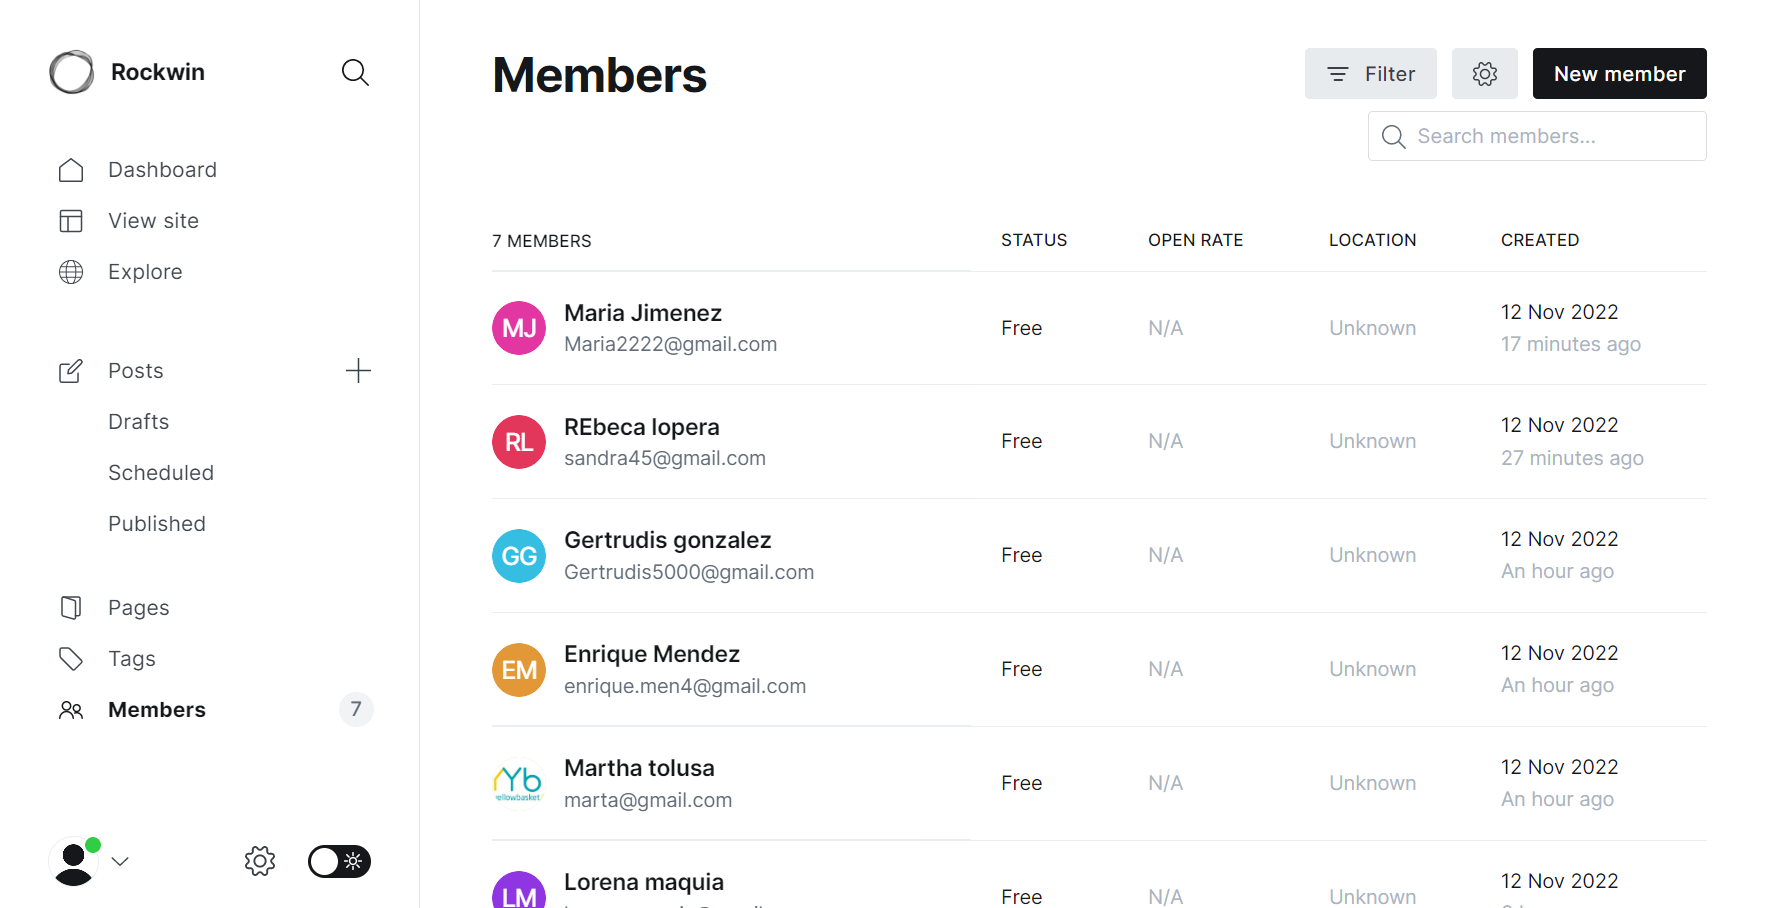 Rockwin
Dashboard
View site
Explore
Posts
Drafts
Scheduled
Published
Pages
Tags
Members 7
Members
Filter
New member
Search members...
7 MEMBERS STATUS OPEN RATE LOCATION CREATED
MJ Maria Jimenez Free N/A Unknown 12 Nov 2022
Maria2222@gmail.com 17 minutes ago
RL REbeca lopera Free N/A Unknown 12 Nov 2022
sandra45@gmail.com 27 minutes ago
GG Gertrudis gonzalez Free N/A Unknown 12 Nov 2022
Gertrudis5000@gmail.com An hour ago
EM Enrique Mendez Free N/A Unknown 12 Nov 2022
enrique.men4@gmail.com An hour ago
Yb Martha tolusa Free N/A Unknown 12 Nov 2022
yellowbasket marta@gmail.com An hour ago
LM Lorena maquia Free N/A Unknown 12 Nov 2022